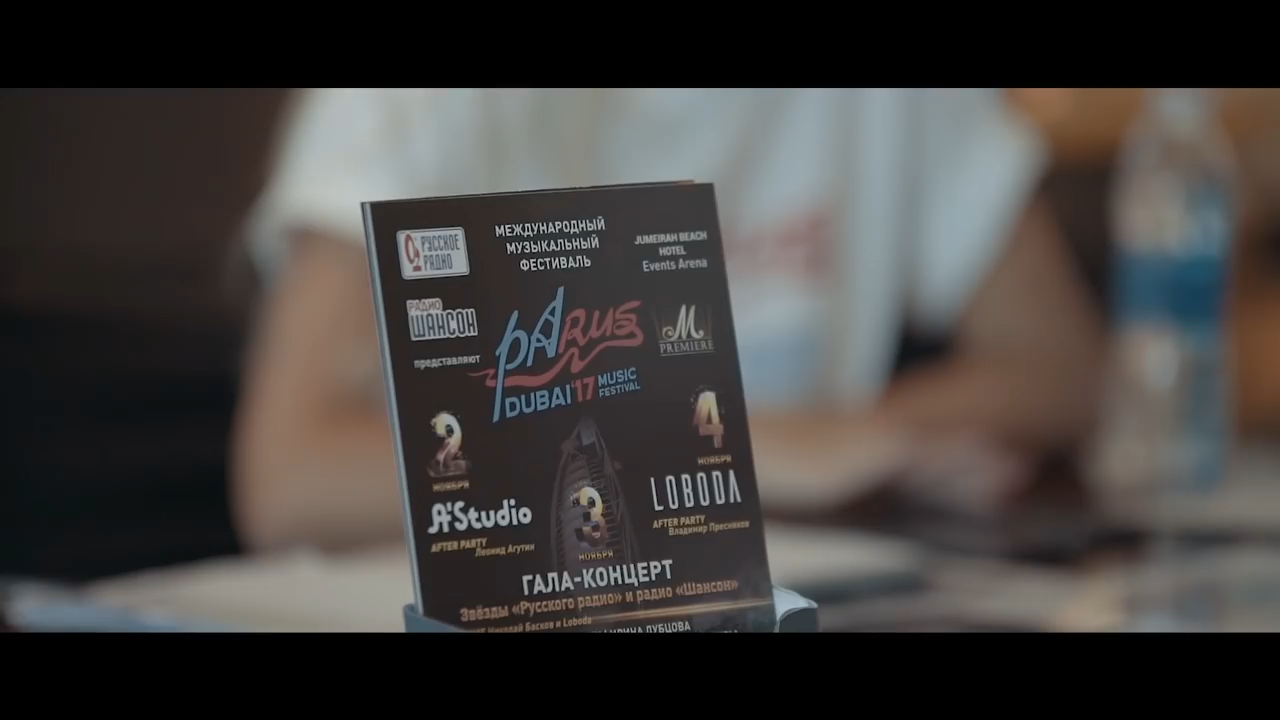 РУССКОЕ
РАДИО
МЕЖДУНАРОДНЫЙ
МУЗЫКАЛЬНЫЙ
ФЕСТИВАЛЬ
JUMEIRAH BEACH
HOTEL
Events Arena
РАДИО
ШАНСОН
представляют
PARUS
DUBAI'17 MUSIC
FESTIVAL
M
PREMIERE
2
НОЯБРЯ
A'Studio
AFTER PARTY
Леонид Агутин
3
НОЯБРЯ
4
НОЯБРЯ
LOBODA
AFTER PARTY
Владимир Пресняков
ГАЛА-КОНЦЕРТ
Звёзды «Русского радио» и радио «Шансон»
Николай Басков и Loboda
ИРИНА ДУБЦОВА